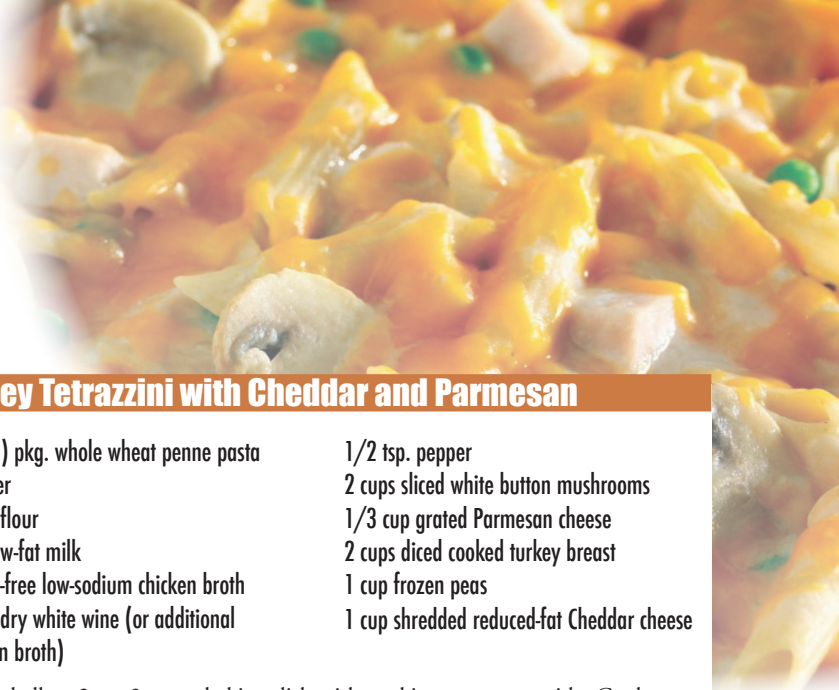 ey Tetrazzini with Cheddar and Parmesan
) pkg. whole wheat penne pasta
er
flour
w-fat milk
-free low-sodium chicken broth
dry white wine (or additional
n broth)
1/2 tsp. pepper
2 cups sliced white button mushrooms
1/3 cup grated Parmesan cheese
2 cups diced cooked turkey breast
1 cup frozen peas
1 cup shredded reduced-fat Cheddar cheese